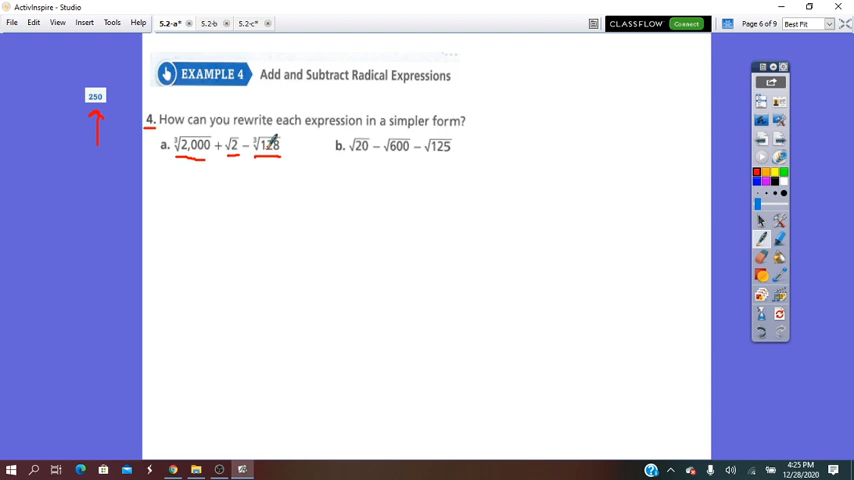 ActivInspire - Studio
File Edit View Insert Tools Help
5.2-a* 5.2-b 5.2-c*
CLASSFLOW Connect
Page 6 of 9
Best Fit
250
EXAMPLE 4 Add and Subtract Radical Expressions
4. How can you rewrite each expression in a simpler form?
a. ∛2,000 + √2 − ∛128 b. √20 − √600 − √125
4:25 PM
12/28/2020